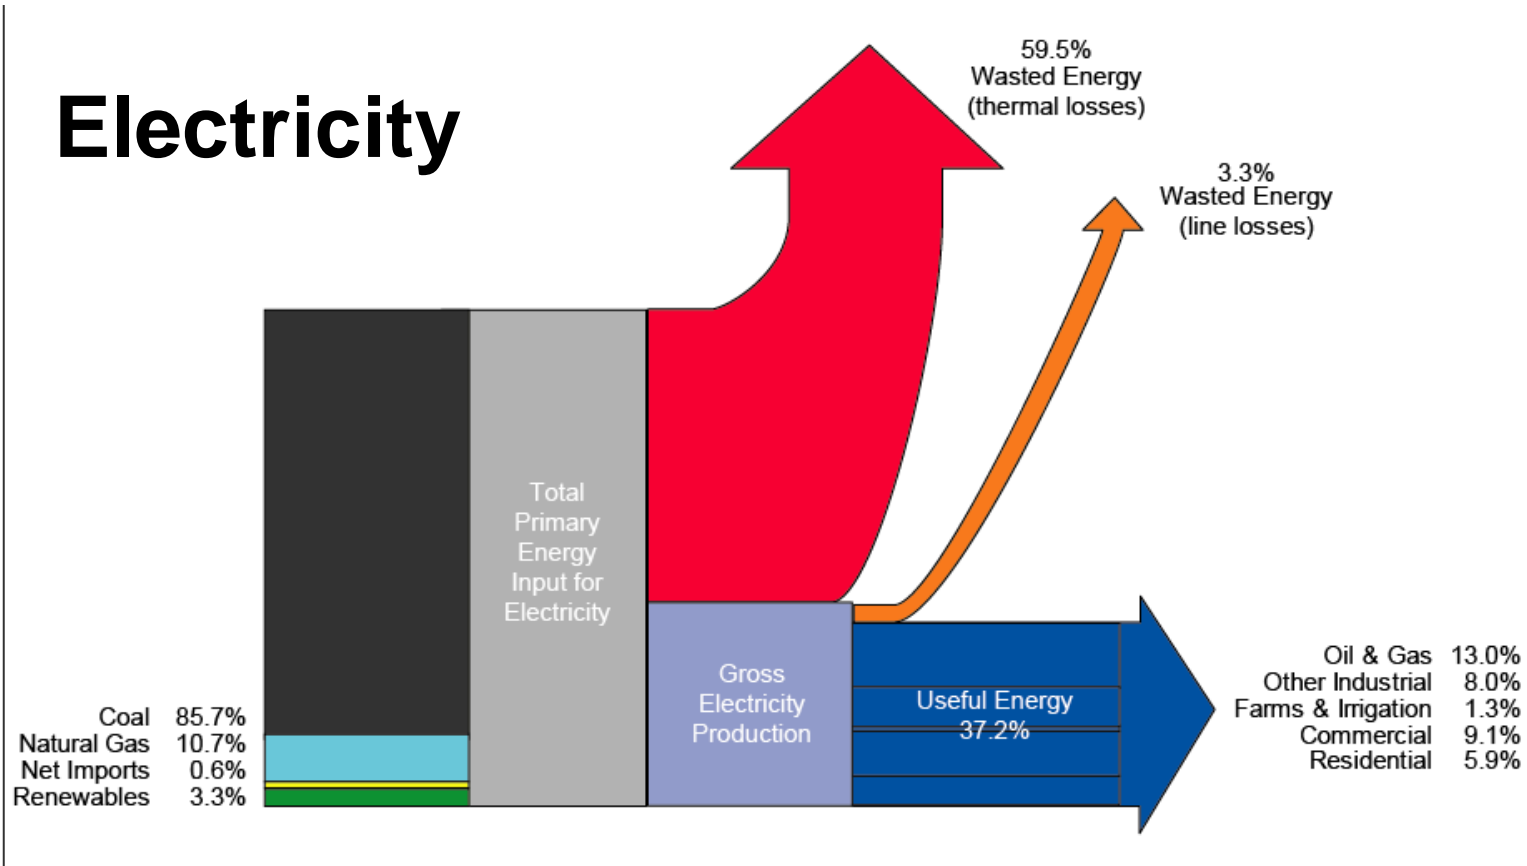 Electricity
59.5%
Wasted Energy
(thermal losses)
3.3%
Wasted Energy
(line losses)
Total
Primary
Energy
Input for
Electricity
Gross
Electricity
Production
Useful Energy
37.2%
Coal 85.7%
Natural Gas 10.7%
Net Imports 0.6%
Renewables 3.3%
Oil & Gas 13.0%
Other Industrial 8.0%
Farms & Irrigation 1.3%
Commercial 9.1%
Residential 5.9%